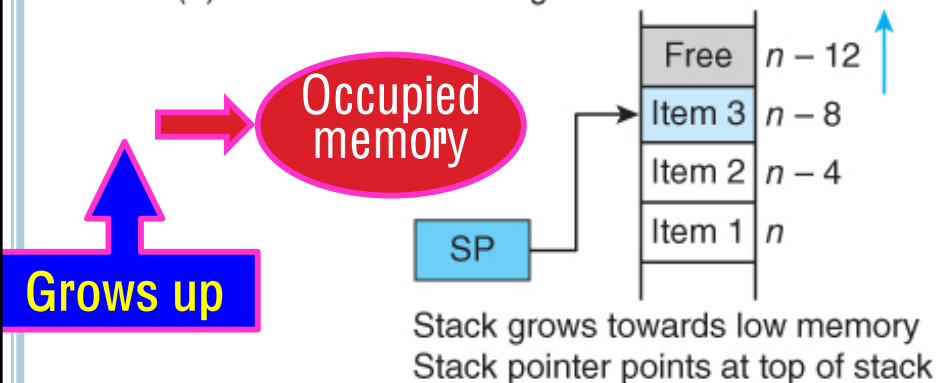 Occupied
memory
Grows up
Free n – 12
Item 3 n – 8
Item 2 n – 4
Item 1 n
SP
Stack grows towards low memory
Stack pointer points at top of stack